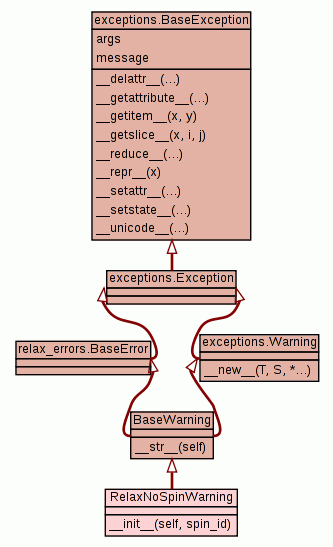 exceptions.BaseException
args
message
__delattr__(...)
__getattribute__(...)
__getitem__(x, y)
__getslice__(x, i, j)
__reduce__(...)
__repr__(x)
__setattr__(...)
__setstate__(...)
__unicode__(...)
exceptions.Exception
relax_errors.BaseError
exceptions.Warning
__new__(T, S, *...)
BaseWarning
__str__(self)
RelaxNoSpinWarning
__init__(self, spin_id)